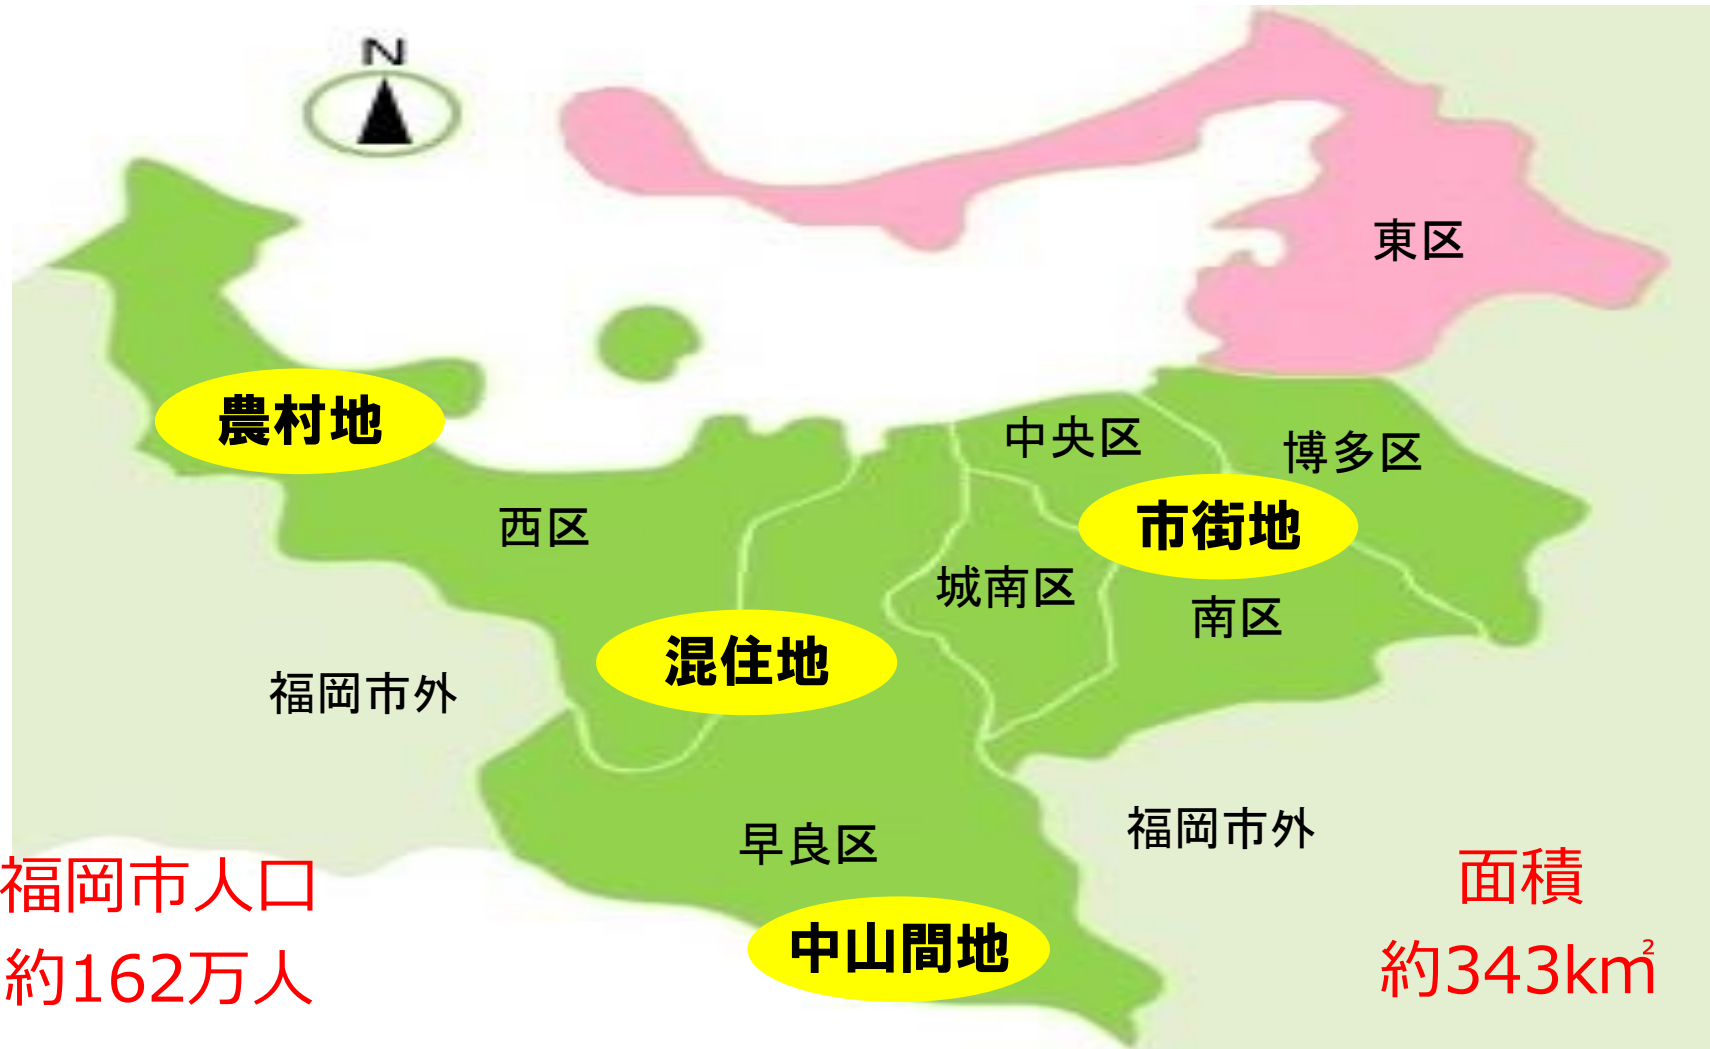 N
東区
農村地
中央区
博多区
西区
市街地
城南区
南区
混住地
福岡市外
早良区
福岡市外
福岡市人口
約162万人
中山間地
面積
約343k㎡